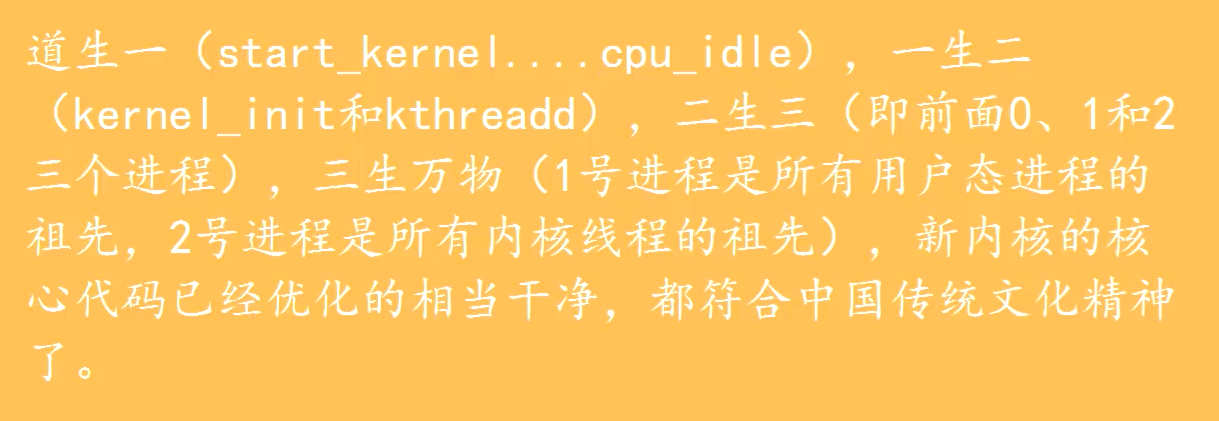 道生一（start_kernel....cpu_idle），一生二
（kernel_init和kthreadd），二生三（即前面0、1和2
三个进程），三生万物（1号进程是所有用户态进程的
祖先，2号进程是所有内核线程的祖先），新内核的核
心代码已经优化的相当干净，都符合中国传统文化精神
了。